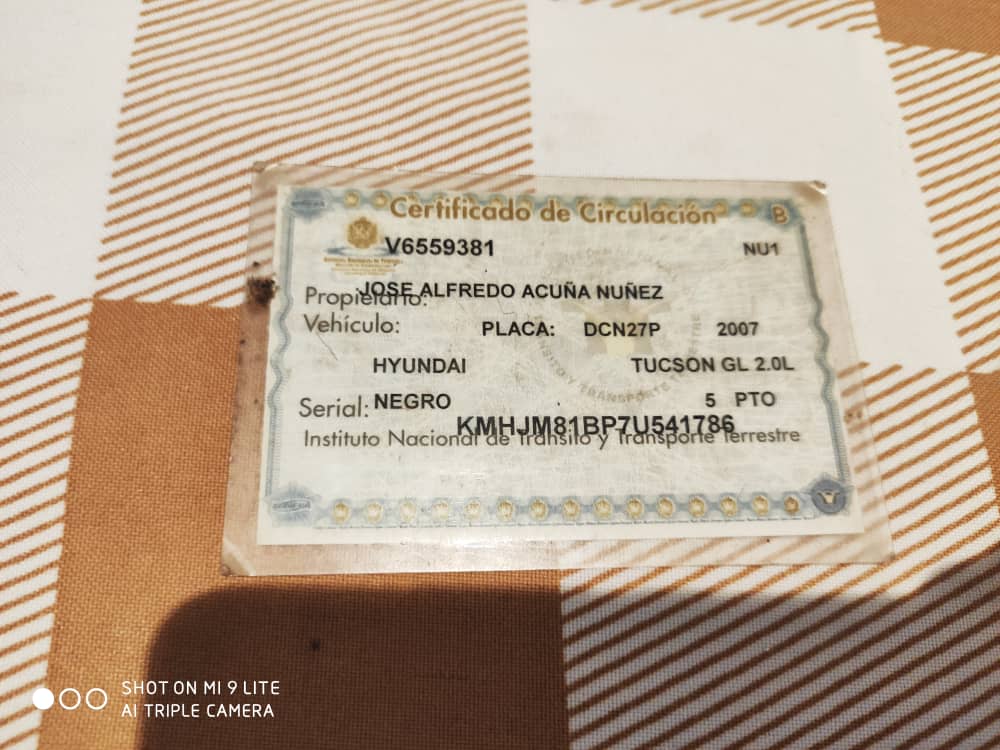 Certificado de Circulación B
V6559381 NU1
Propietario: JOSE ALFREDO ACUÑA NUÑEZ
Vehículo: PLACA: DCN27P 2007
HYUNDAI TUCSON GL 2.0L
Serial: NEGRO 5 PTO
KMHJM81BP7U541786
Instituto Nacional de Tránsito y Transporte Terrestre
SHOT ON MI 9 LITE
AI TRIPLE CAMERA